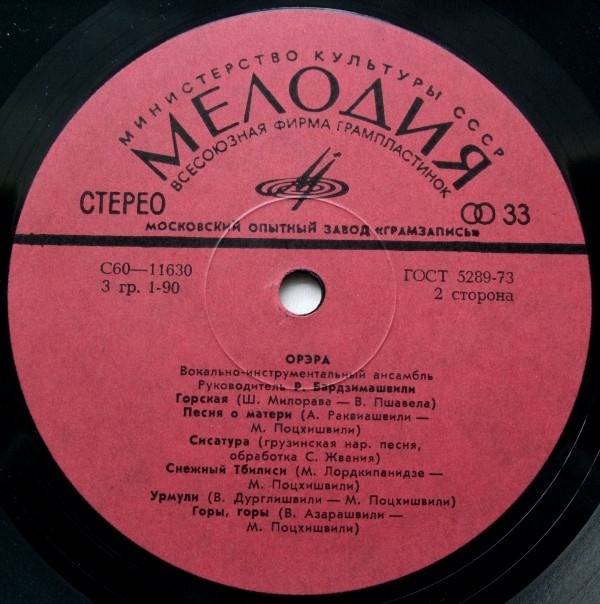 МИНИСТЕРСТВО КУЛЬТУРЫ СССР
МЕЛОДИЯ
ВСЕСОЮЗНАЯ ФИРМА ГРАМПЛАСТИНОК
СТЕРЕО
33
МОСКОВСКИЙ ОПЫТНЫЙ ЗАВОД «ГРАМЗАПИСЬ»
С60—11630
ГОСТ 5289-73
3 гр. 1-90
2 сторона
ОРЭРА
Вокально-инструментальный ансамбль
Руководитель Р. Бардзимашвили
Горская (Ш. Милорава — В. Пшавела)
Песня о матери (А. Раквиашвили —
М. Поцхишвили)
Сисатура (грузинская нар. песня,
обработка С. Жвания)
Снежный Тбилиси (М. Лордкипанидзе —
М. Поцхишвили)
Урмули (В. Дурглишвили — М. Поцхишвили)
Горы, горы (В. Азарашвили —
М. Поцхишвили)